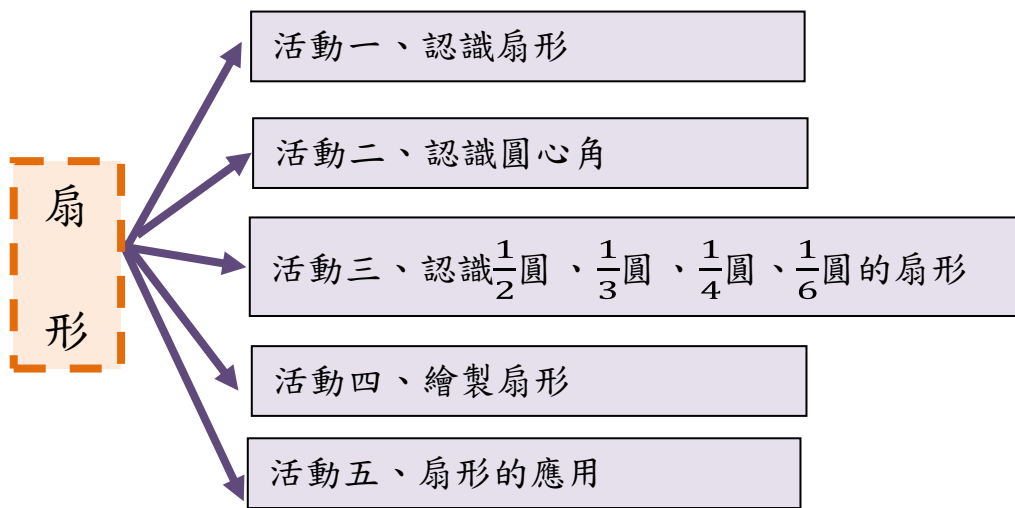 扇
形
活動一、認識扇形
活動二、認識圓心角
活動三、認識1/2圓、1/3圓、1/4圓、1/6圓的扇形
活動四、繪製扇形
活動五、扇形的應用